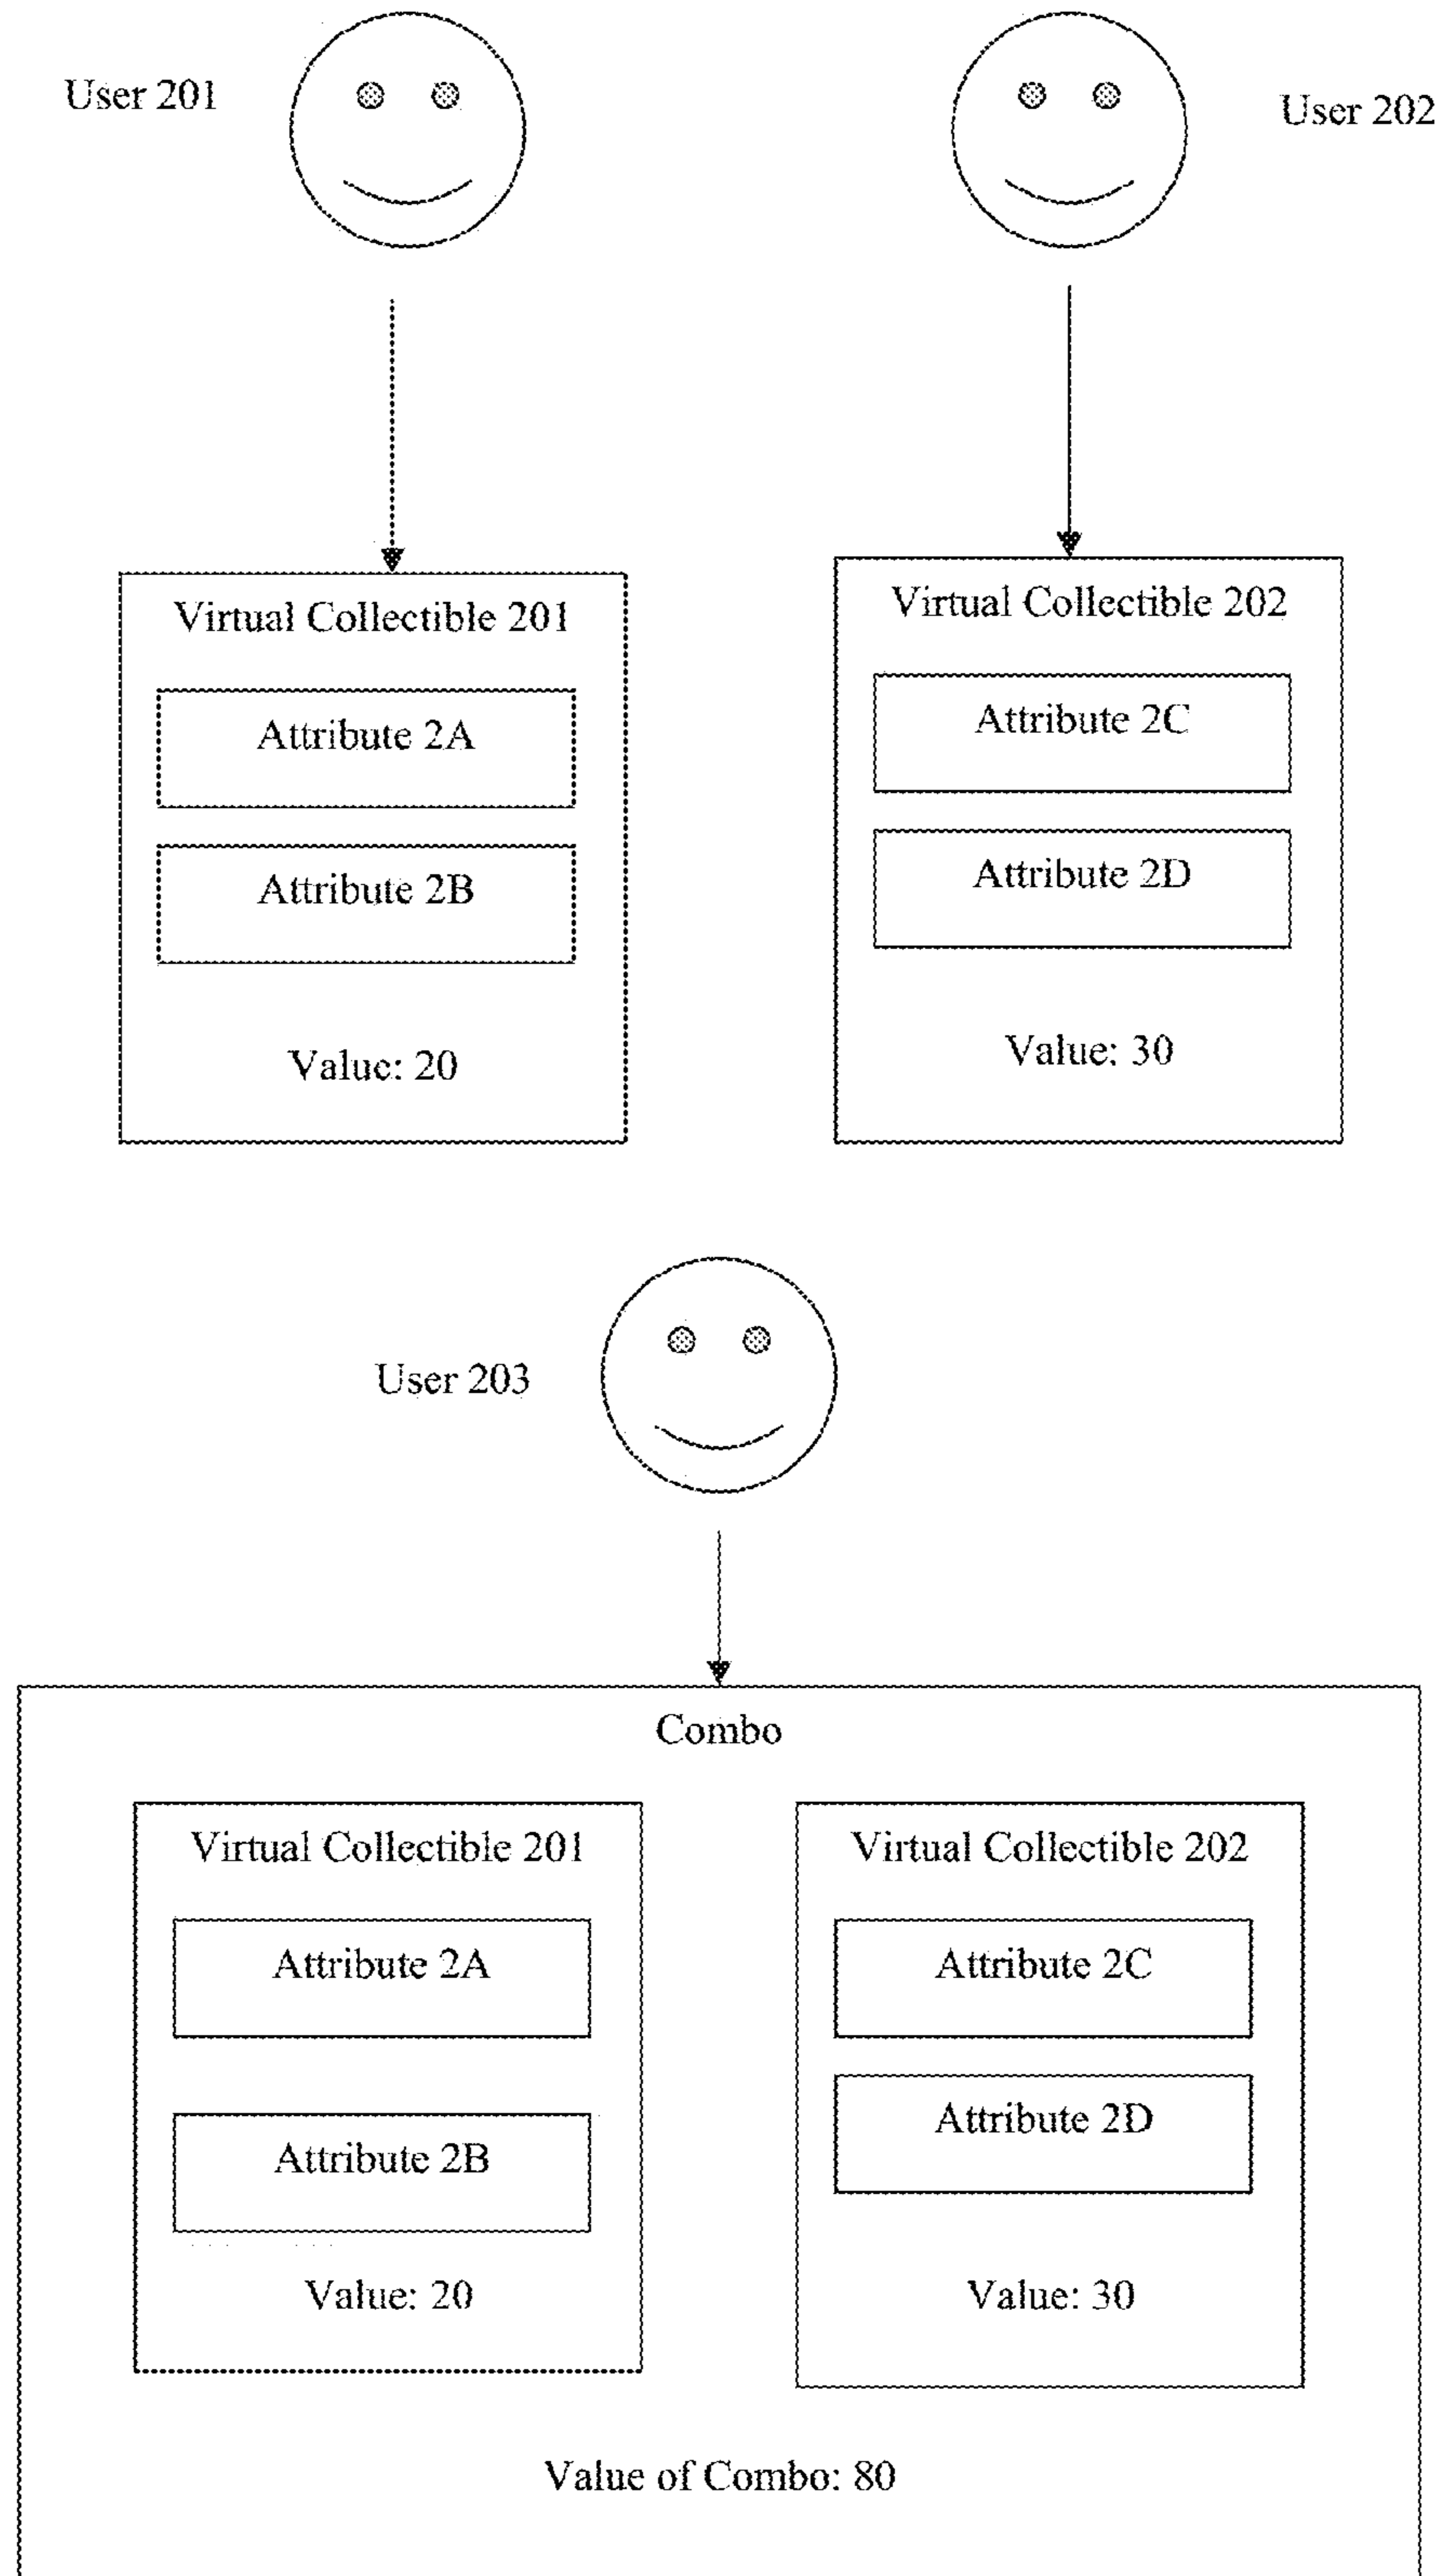 User 201
User 202
Virtual Collectible 201
Attribute 2A
Attribute 2B
Value: 20
Virtual Collectible 202
Attribute 2C
Attribute 2D
Value: 30
User 203
Combo
Virtual Collectible 201
Attribute 2A
Attribute 2B
Value: 20
Virtual Collectible 202
Attribute 2C
Attribute 2D
Value: 30
Value of Combo: 80